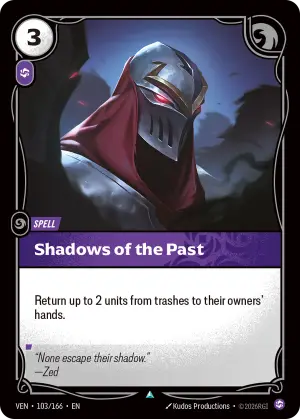 3
SPELL
Shadows of the Past
Return up to 2 units from trashes to their owners'
hands.
"None escape their shadow."
—Zed
VEN • 103/166 • EN
Kudos Productions • ©2026RGI